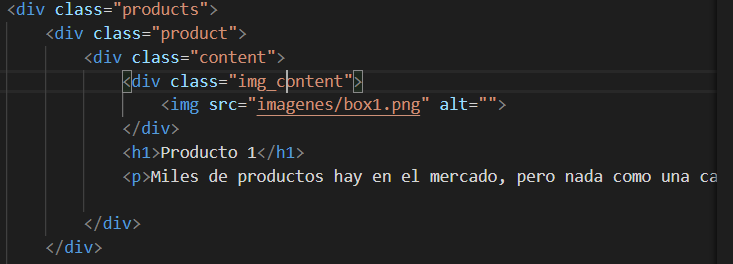 <div class="products">
<div class="product">
<div class="content">
<div class="img_content">
<img src="imagenes/box1.png" alt="">
</div>
<h1>Producto 1</h1>
<p>Miles de productos hay en el mercado, pero nada como una ca
</div>
</div>